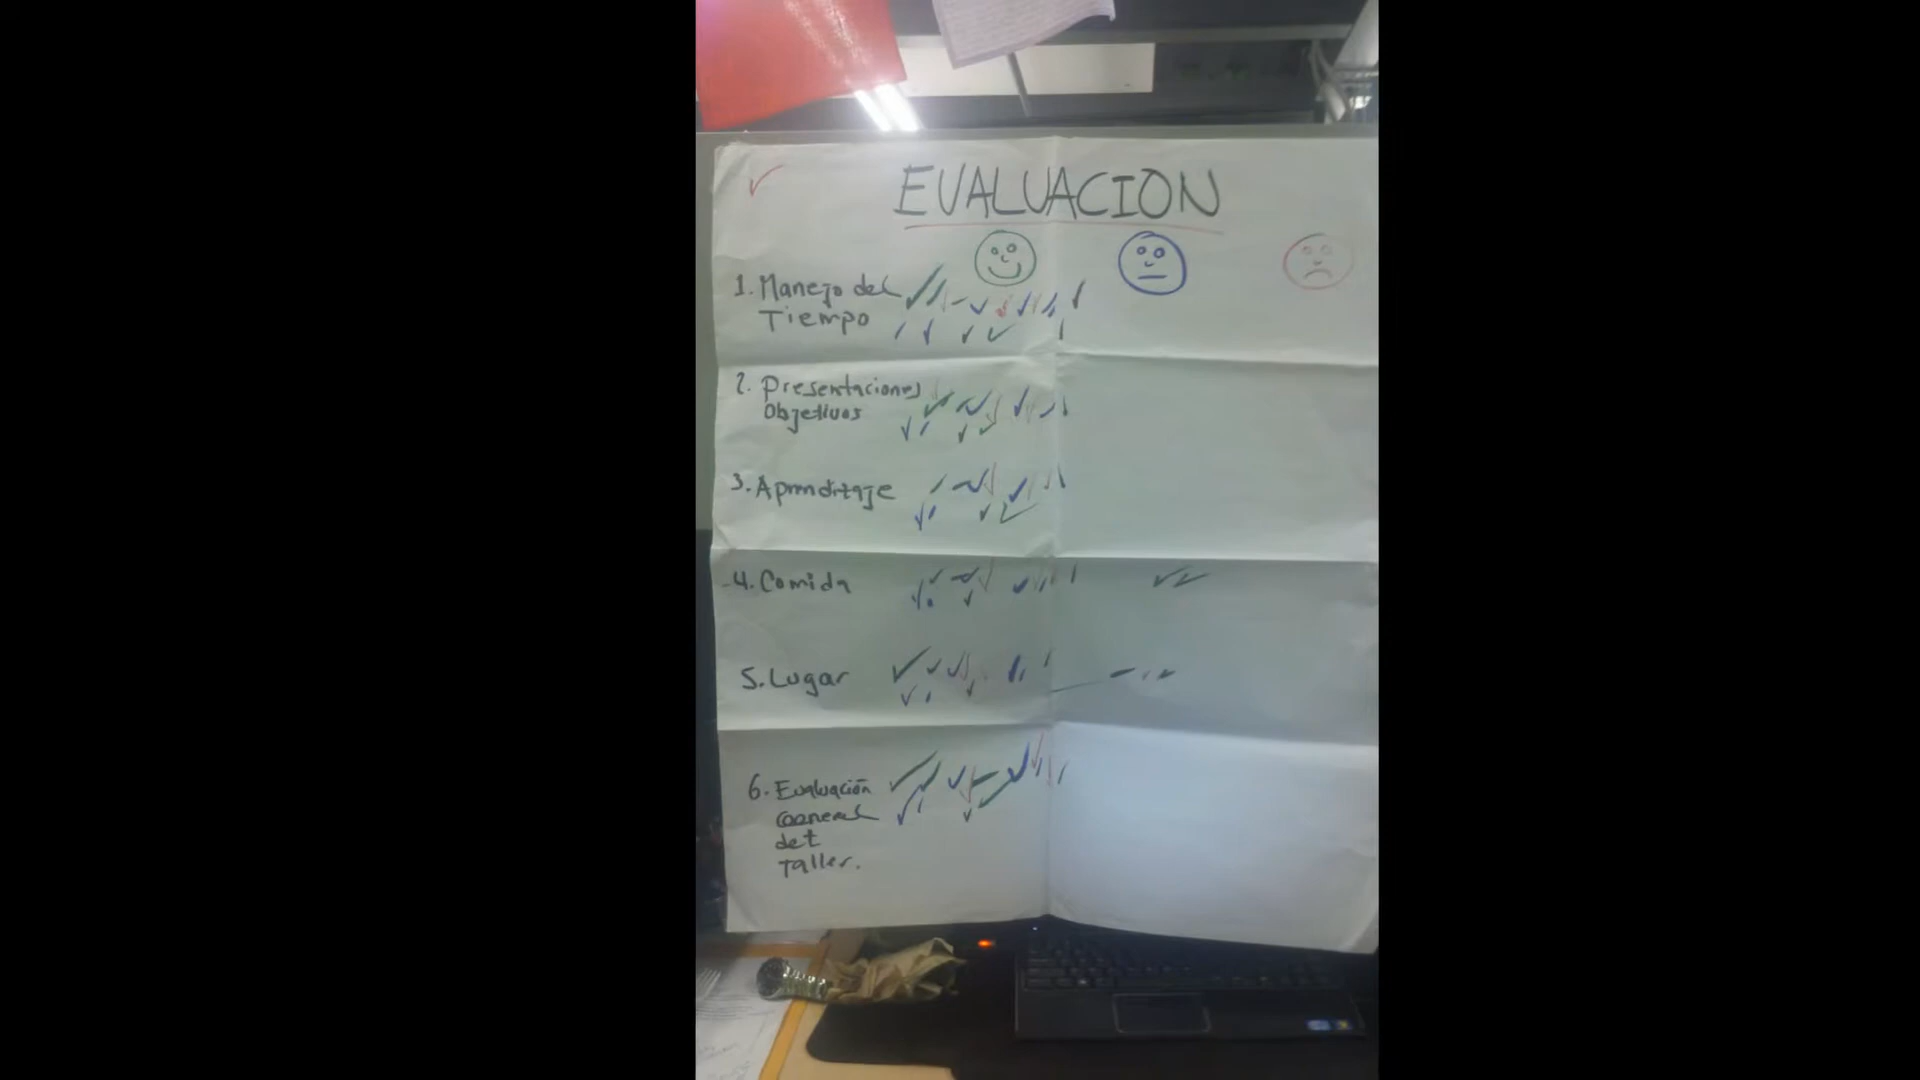 EVALUACION
1. Manejo del
Tiempo
2. Presentaciones
Objetivos
3. Aprendizaje
4. Comida
5. Lugar
6. Evaluación
General
del
Taller.